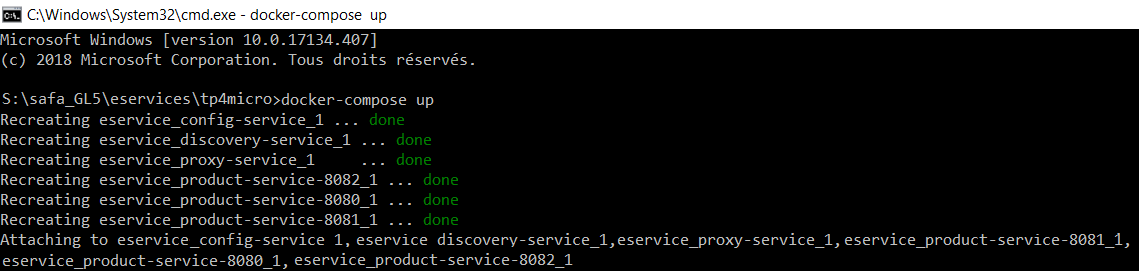 C:\Windows\System32\cmd.exe - docker-compose up
Microsoft Windows [version 10.0.17134.407]
(c) 2018 Microsoft Corporation. Tous droits réservés.
S:\safa_GL5\eservices\tp4micro>docker-compose up
Recreating eservice_config-service_1 ... done
Recreating eservice_discovery-service_1 ... done
Recreating eservice_proxy-service_1     ... done
Recreating eservice_product-service-8082_1 ... done
Recreating eservice_product-service-8080_1 ... done
Recreating eservice_product-service-8081_1 ... done
Attaching to eservice_config-service 1, eservice discovery-service_1,eservice_proxy-service_1,eservice_product-service-8081_1,
eservice_product-service-8080_1, eservice_product-service-8082_1